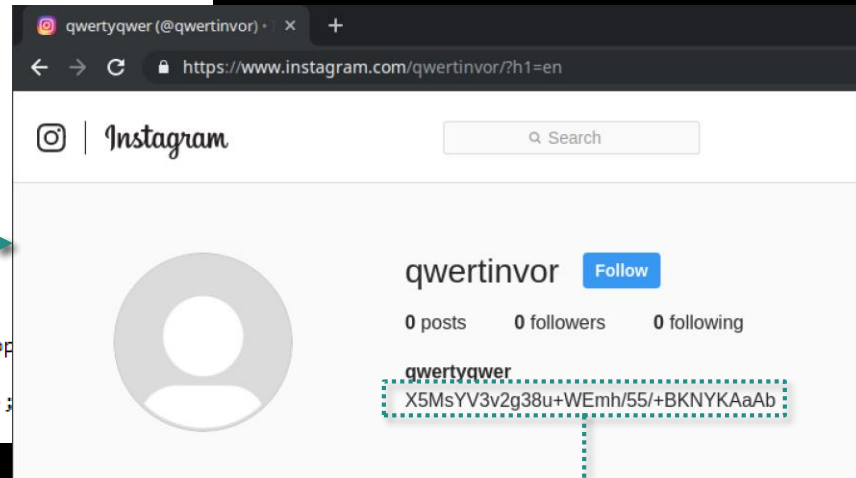 qwertyqwer (@qwertinvor) •
https://www.instagram.com/qwertinvor/?h1=en
Instagram
Search
qwertinvor Follow
0 posts 0 followers 0 following
qwertyqwer
X5MsYV3v2g38u+WEmh/55/+BKNYKAaAb
;